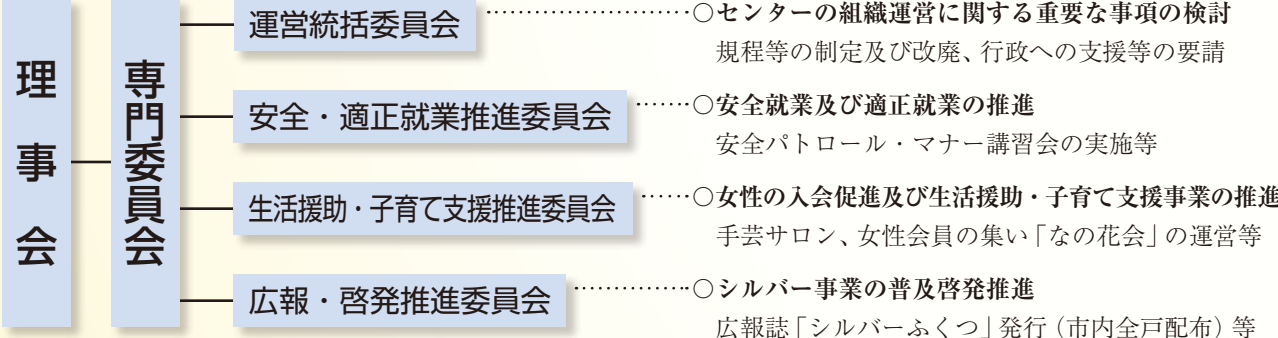 理事会
専門委員会
運営統括委員会
○センターの組織運営に関する重要な事項の検討
規程等の制定及び改廃、行政への支援等の要請
安全・適正就業推進委員会
○安全就業及び適正就業の推進
安全パトロール・マナー講習会の実施等
生活援助・子育て支援推進委員会
○女性の入会促進及び生活援助・子育て支援事業の推進
手芸サロン、女性会員の集い「なの花会」の運営等
広報・啓発推進委員会
○シルバー事業の普及啓発推進
広報誌「シルバーふくつ」発行（市内全戸配布）等